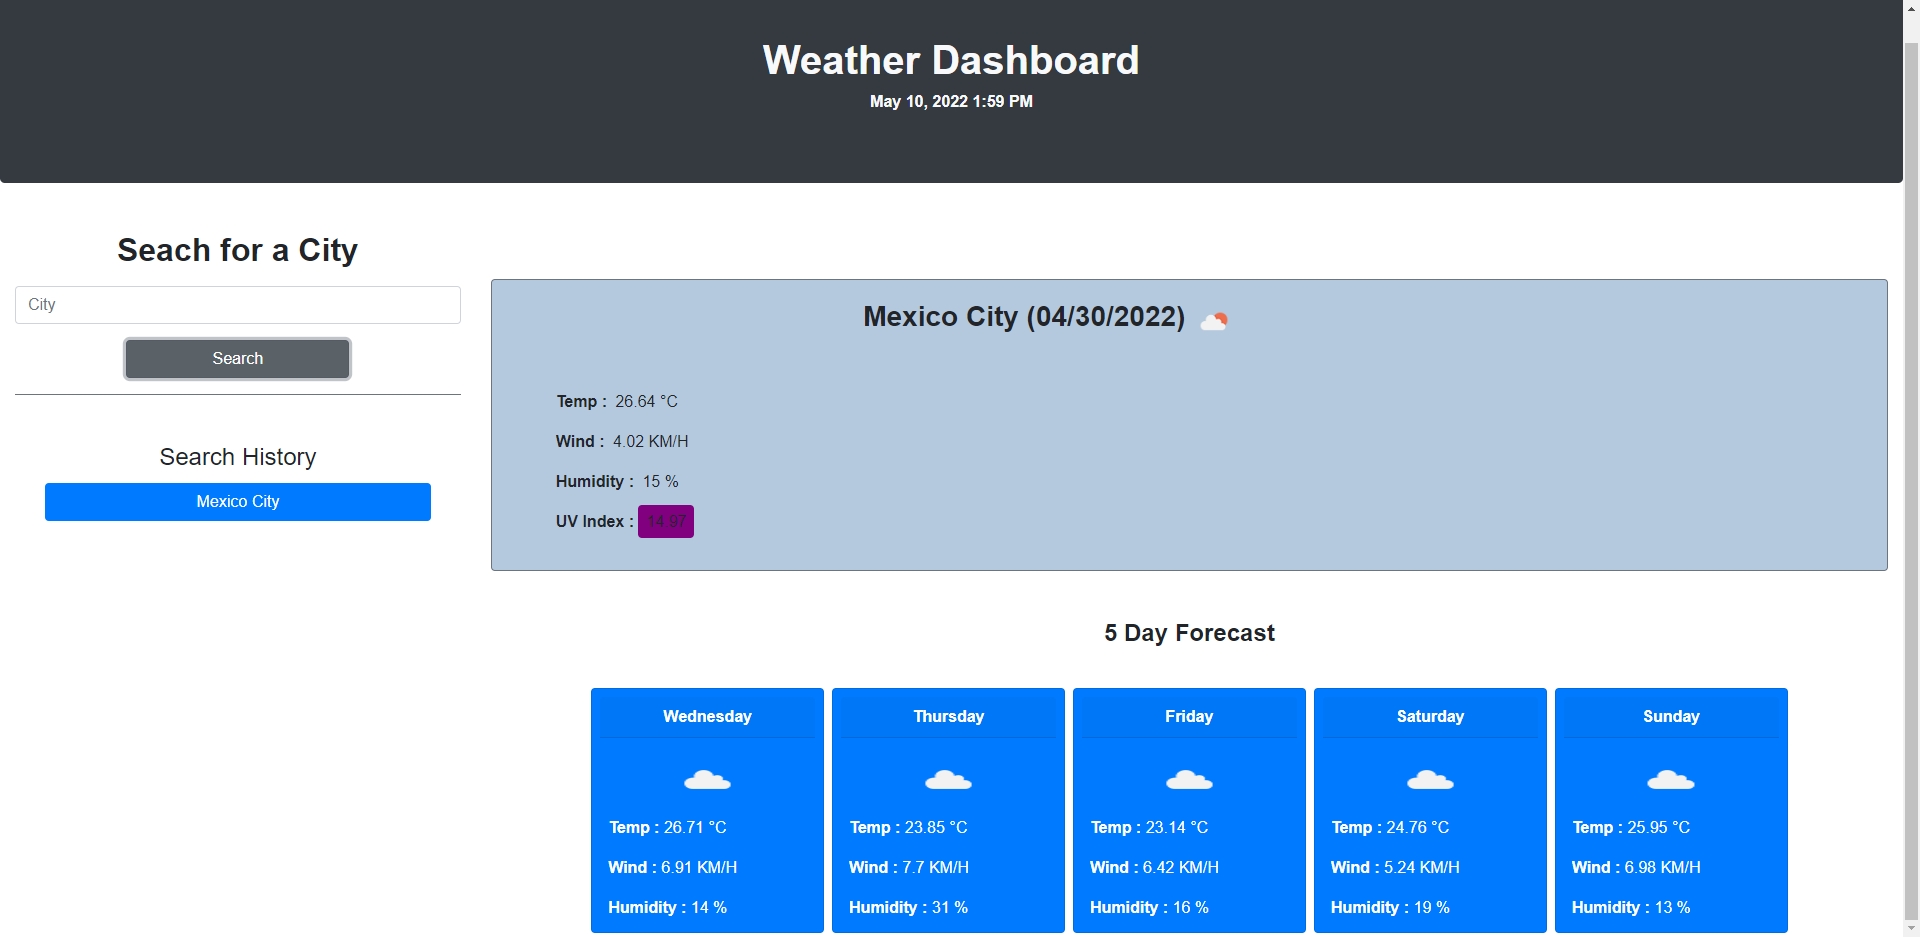 Weather Dashboard
May 10, 2022 1:59 PM
Seach for a City
City
Search
Search History
Mexico City
Mexico City (04/30/2022)
Temp : 26.64 °C
Wind : 4.02 KM/H
Humidity : 15 %
UV Index : 14.97
5 Day Forecast
Wednesday
Temp : 26.71 °C
Wind : 6.91 KM/H
Humidity : 14 %
Thursday
Temp : 23.85 °C
Wind : 7.7 KM/H
Humidity : 31 %
Friday
Temp : 23.14 °C
Wind : 6.42 KM/H
Humidity : 16 %
Saturday
Temp : 24.76 °C
Wind : 5.24 KM/H
Humidity : 19 %
Sunday
Temp : 25.95 °C
Wind : 6.98 KM/H
Humidity : 13 %